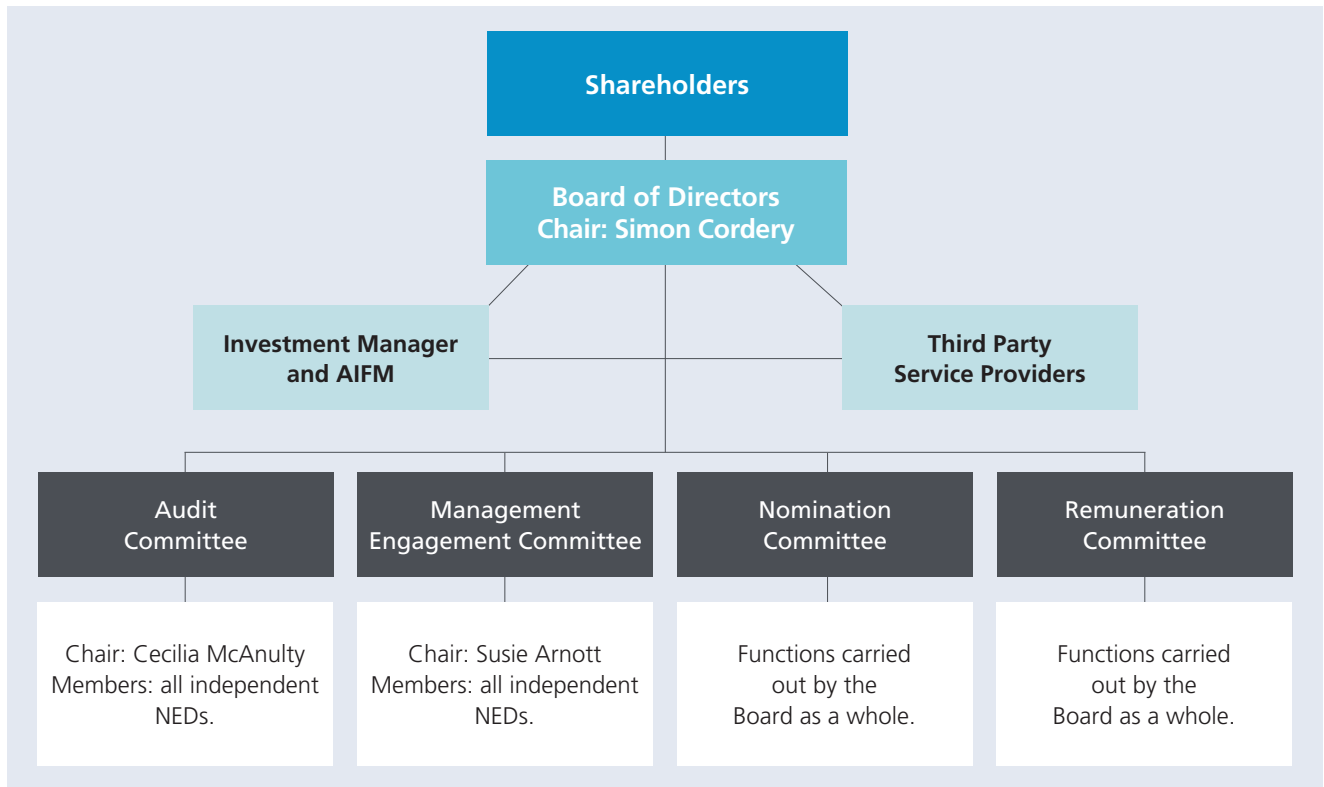 Shareholders
Board of Directors
Chair: Simon Cordery
Investment Manager
and AIFM
Third Party
Service Providers
Audit
Committee
Management
Engagement Committee
Nomination
Committee
Remuneration
Committee
Chair: Cecilia McAnulty
Members: all independent
NEDs.
Chair: Susie Arnott
Members: all independent
NEDs.
Functions carried
out by the
Board as a whole.
Functions carried
out by the
Board as a whole.